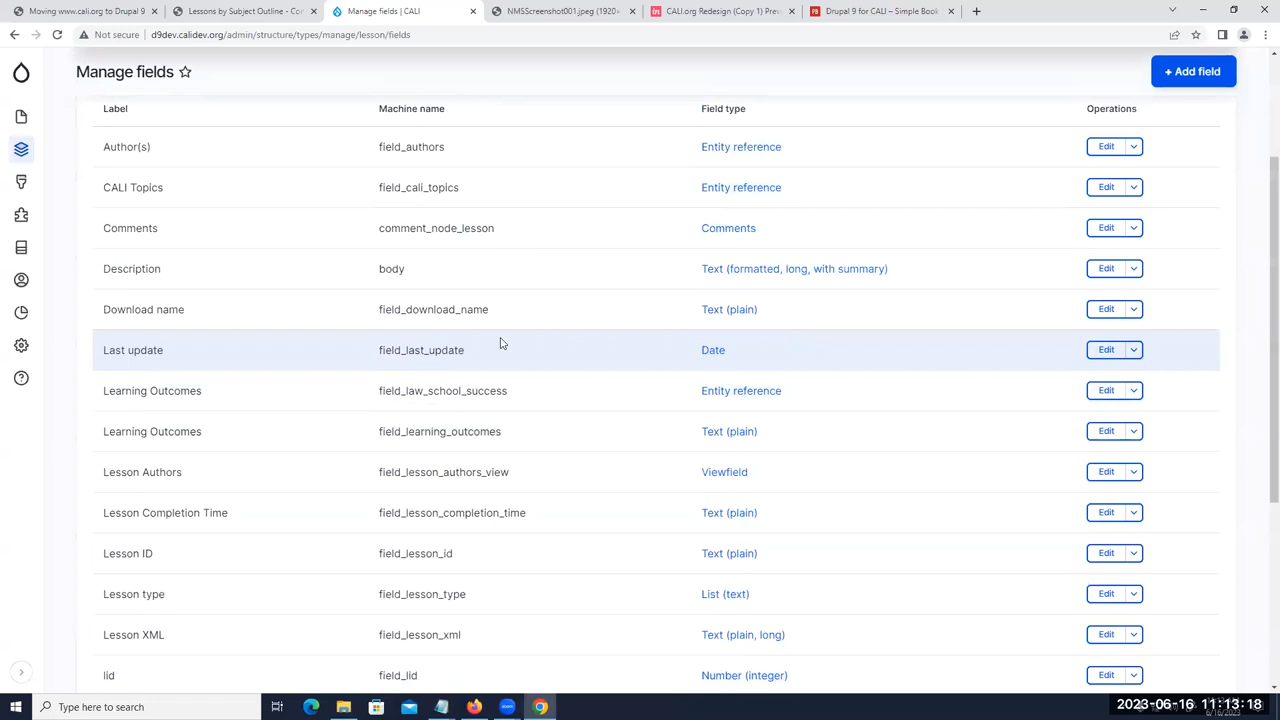 Moving www.cali.org to Drupal 9 Lessons by Subject Outline - Con Manage fields | CALI NMSScreenshot001.jpeg (1920× CALI.org Redesign (Copy 1) Prev Drupal 9 for CALI – Simple Book
Not secure d9dev.calidev.org/admin/structure/types/manage/lesson/fields
Manage fields
+ Add field
Label Machine name Field type Operations
Author(s) field_authors Entity reference Edit
CALI Topics field_cali_topics Entity reference Edit
Comments comment_node_lesson Comments Edit
Description body Text (formatted, long, with summary) Edit
Download name field_download_name Text (plain) Edit
Last update field_last_update Date Edit
Learning Outcomes field_law_school_success Entity reference Edit
Learning Outcomes field_learning_outcomes Text (plain) Edit
Lesson Authors field_lesson_authors_view Viewfield Edit
Lesson Completion Time field_lesson_completion_time Text (plain) Edit
Lesson ID field_lesson_id Text (plain) Edit
Lesson type field_lesson_type List (text) Edit
Lesson XML field_lesson_xml Text (plain, long) Edit
lid field_lid Number (integer) Edit
Type here to search
2023-06-16 11:13:18